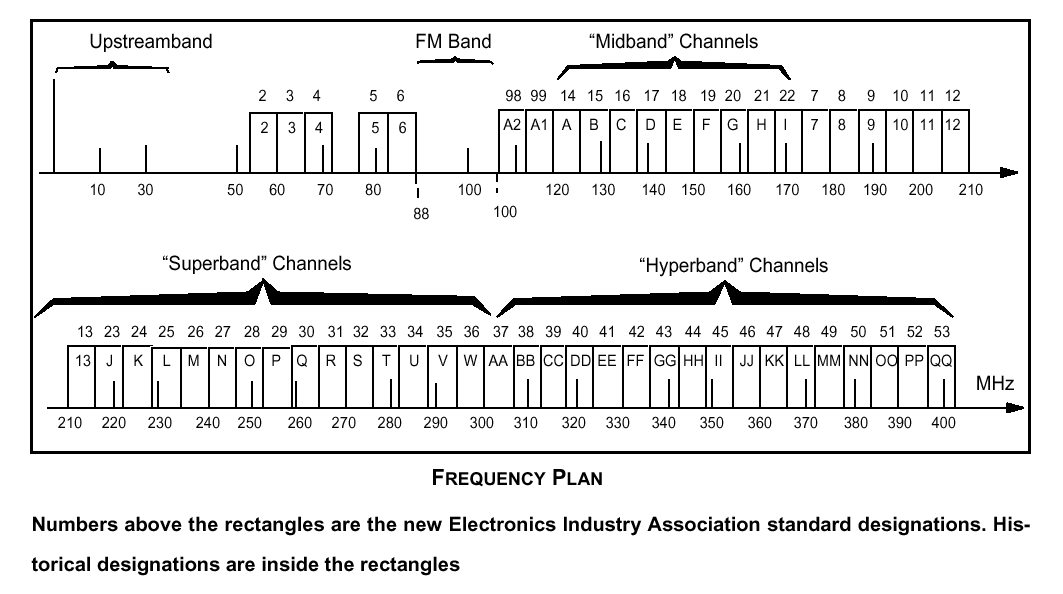 Upstreamband FM Band “Midband” Channels
2 3 4 5 6 98 99 14 15 16 17 18 19 20 21 22 7 8 9 10 11 12
2 3 4 5 6 A2 A1 A B C D E F G H I 7 8 9 10 11 12
10 30 50 60 70 80 100 120 130 140 150 160 170 180 190 200 210
88 100
“Superband” Channels “Hyperband” Channels
13 23 24 25 26 27 28 29 30 31 32 33 34 35 36 37 38 39 40 41 42 43 44 45 46 47 48 49 50 51 52 53
13 J K L M N O P Q R S T U V W AA BB CC DD EE FF GG HH II JJ KK LL MM NN OO PP QQ
MHz
210 220 230 240 250 260 270 280 290 300 310 320 330 340 350 360 370 380 390 400
FREQUENCY PLAN
Numbers above the rectangles are the new Electronics Industry Association standard designations. His-
torical designations are inside the rectangles